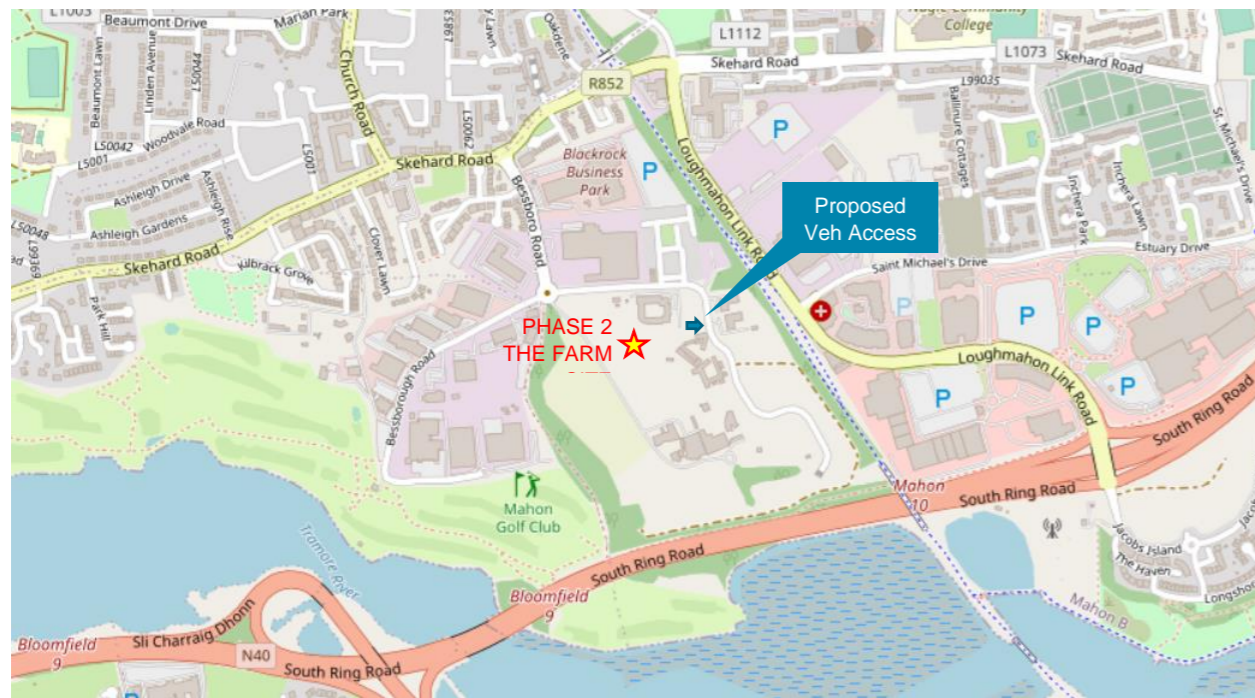 L1003
Beaumont Drive
Marian Park
L7853
Oakdene
L1112
College
L1073
Skehard Road
Skehard Road
Beaumont Lawn
Linden Avenue
L50044
Church Road
L7967
R852
L99035
Ballinure Cottages
St. Michael's Drive
Woodvale Road
L50042
L5001
L5001
L50062
Skehard Road
Blackrock
Business
Park
P
P
Loughmahon Link Road
Proposed
Veh Access
Inchera Park
Inchera Lawn
Ashleigh Drive
Ashleigh Gardens
Ashleigh Rise
L50048
Bessboro Road
Clover Lawn
Estuary Drive
Saint Michael's Drive
Skehard Road
Kilbrack Grove
Park Hill
PHASE 2
THE FARM
P
P
P
P
P
Loughmahon Link Road
Bessborough Road
South Ring Road
Mahon
Golf Club
Mahon
10
South Ring Road
Tramore River
South Ring Road
Jacobs Island
The Haven
Bloomfield
9
Mahon B
Sli Charraig Dhonn
Bloomfield
9
N40
South Ring Road
P
P